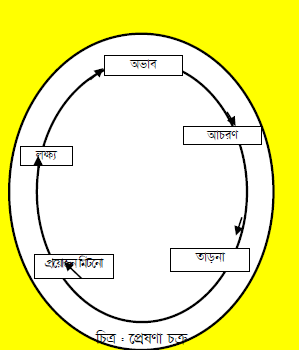 অভাব
আচরণ
লক্ষ্য
তাড়না
প্রয়োজনমিটানো
চিত্র : প্রেষণা চক্র